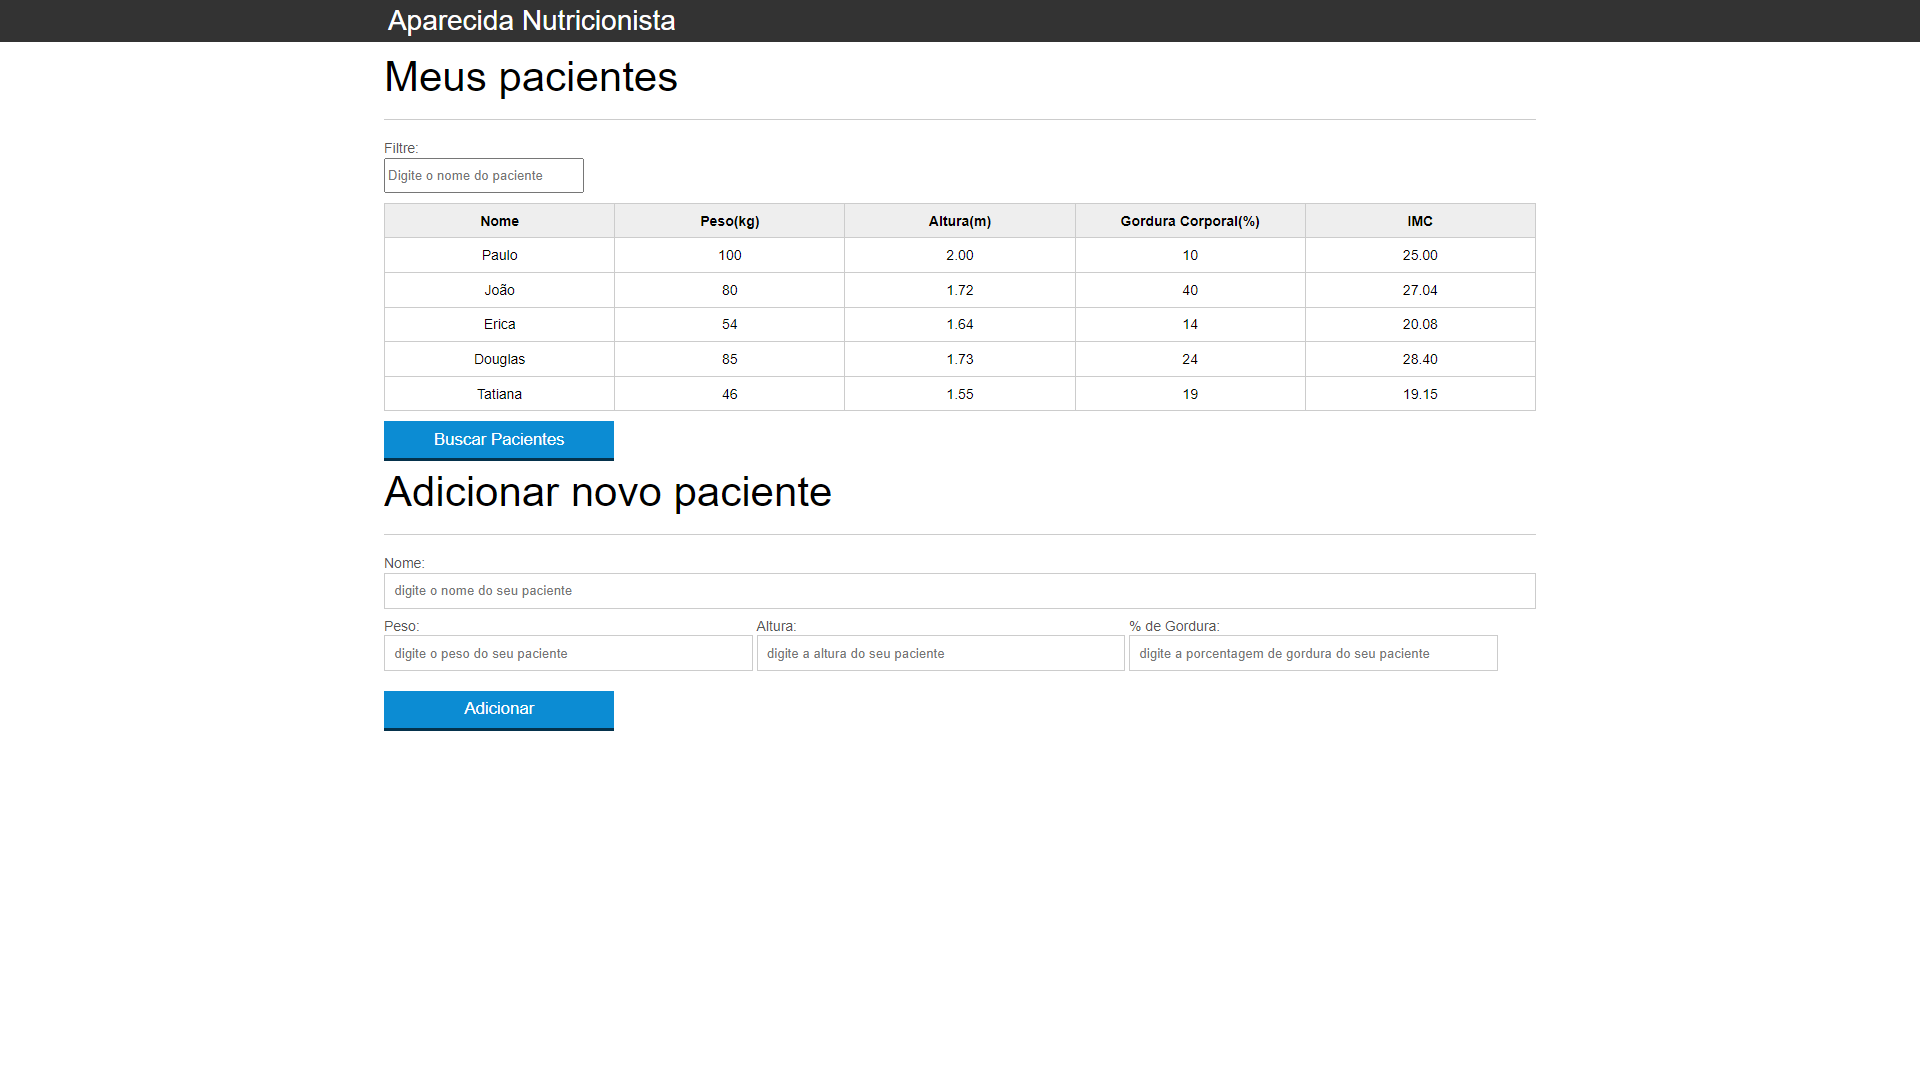 Aparecida Nutricionista
Meus pacientes
Filtre:
Digite o nome do paciente
Nome Peso(kg) Altura(m) Gordura Corporal(%) IMC
Paulo 100 2.00 10 25.00
João 80 1.72 40 27.04
Erica 54 1.64 14 20.08
Douglas 85 1.73 24 28.40
Tatiana 46 1.55 19 19.15
Buscar Pacientes
Adicionar novo paciente
Nome:
digite o nome do seu paciente
Peso: Altura: % de Gordura:
digite o peso do seu paciente digite a altura do seu paciente digite a porcentagem de gordura do seu paciente
Adicionar